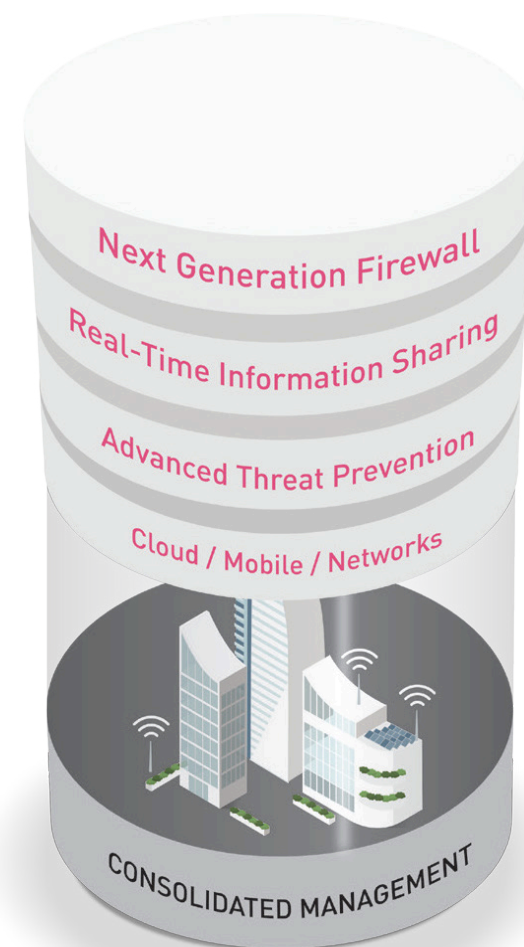 Next Generation Firewall
Real-Time Information Sharing
Advanced Threat Prevention
Cloud / Mobile / Networks
CONSOLIDATED MANAGEMENT